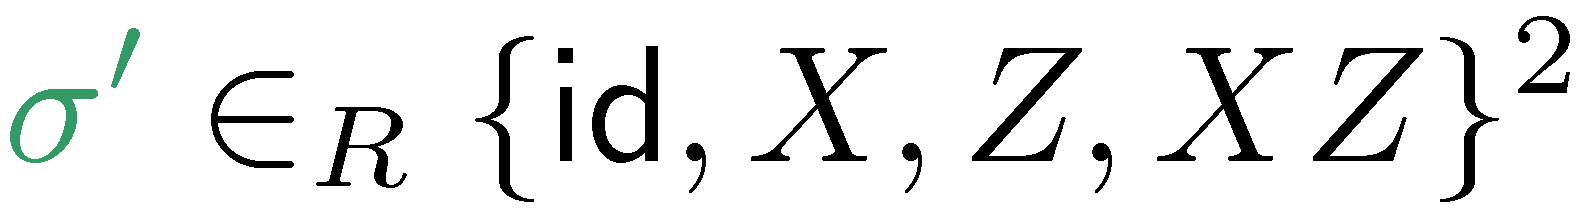 σ′ ∈_R {id, X, Z, XZ}²